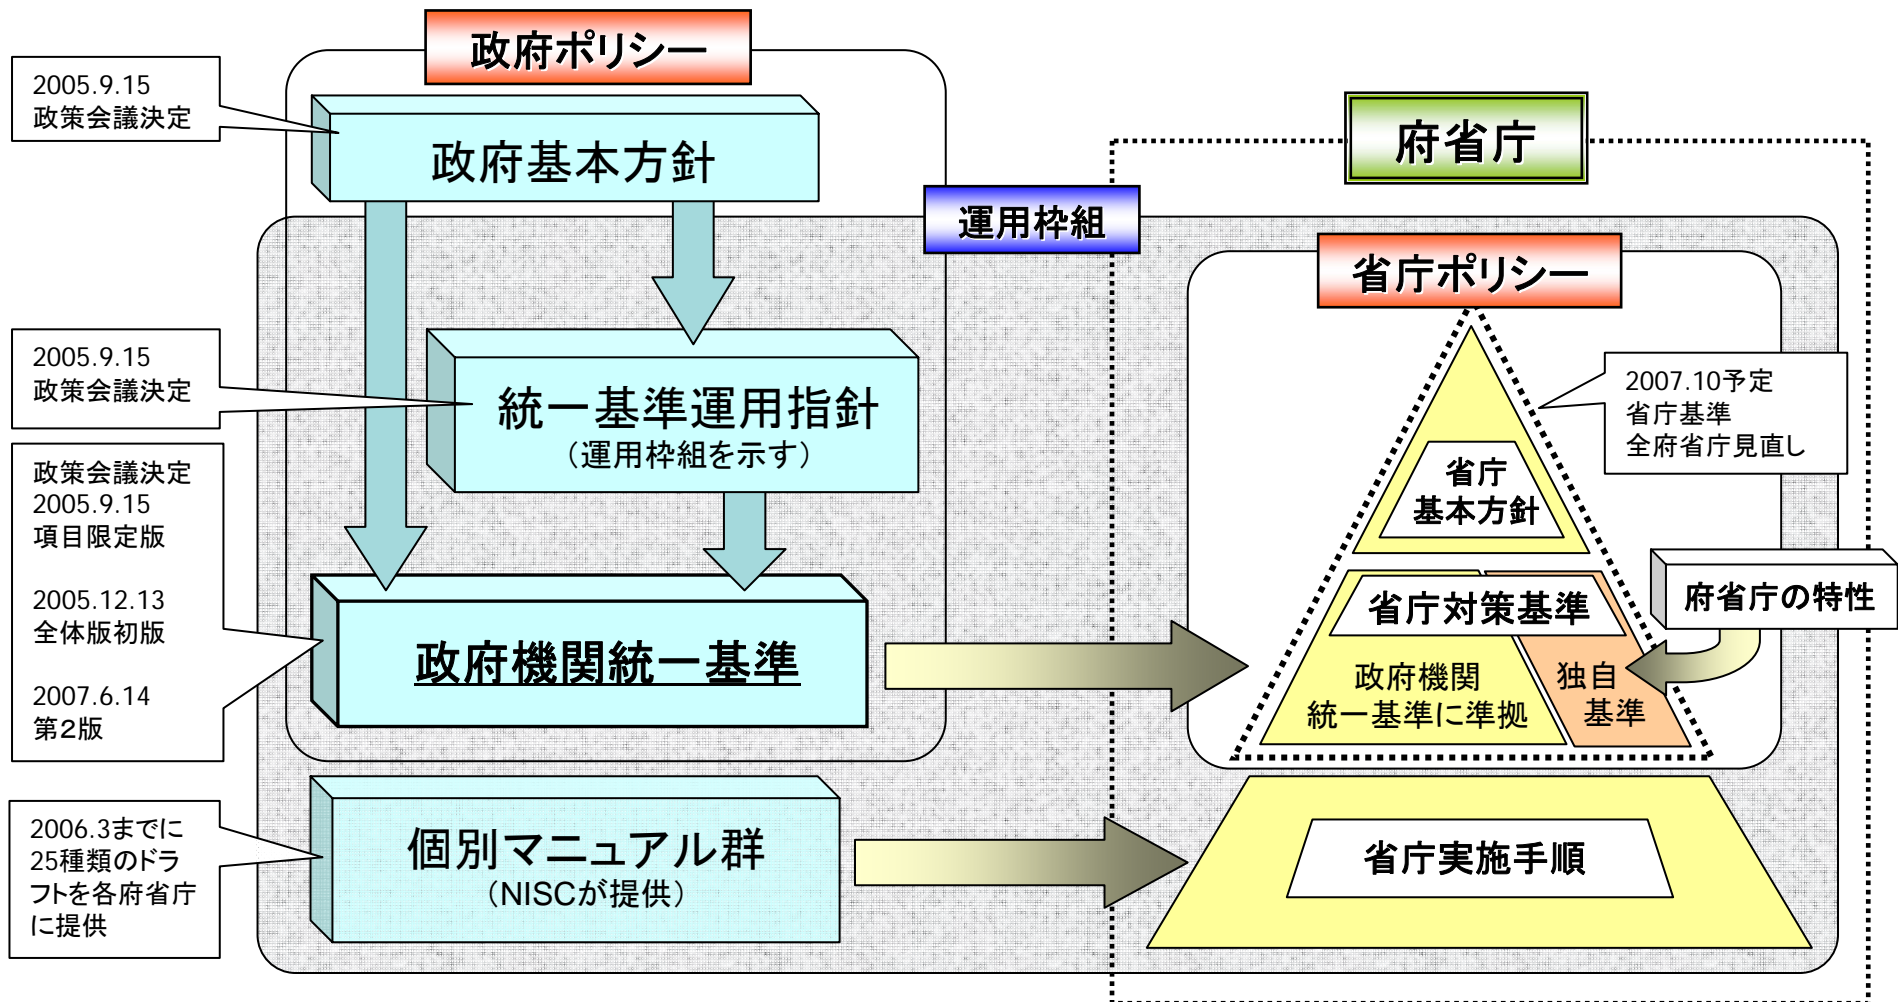 政府ポリシー
2005.9.15
政策会議決定
政府基本方針
府省庁
運用枠組
省庁ポリシー
2005.9.15
政策会議決定
統一基準運用指針
(運用枠組を示す)
2007.10予定
省庁基準
全府省庁見直し
政策会議決定
2005.9.15
項目限定版
2005.12.13
全体版初版
2007.6.14
第2版
省庁
基本方針
府省庁の特性
省庁対策基準
政府機関統一基準
政府機関
統一基準に準拠
独自
基準
2006.3までに
25種類のドラ
フトを各府省庁
に提供
個別マニュアル群
(NISCが提供)
省庁実施手順